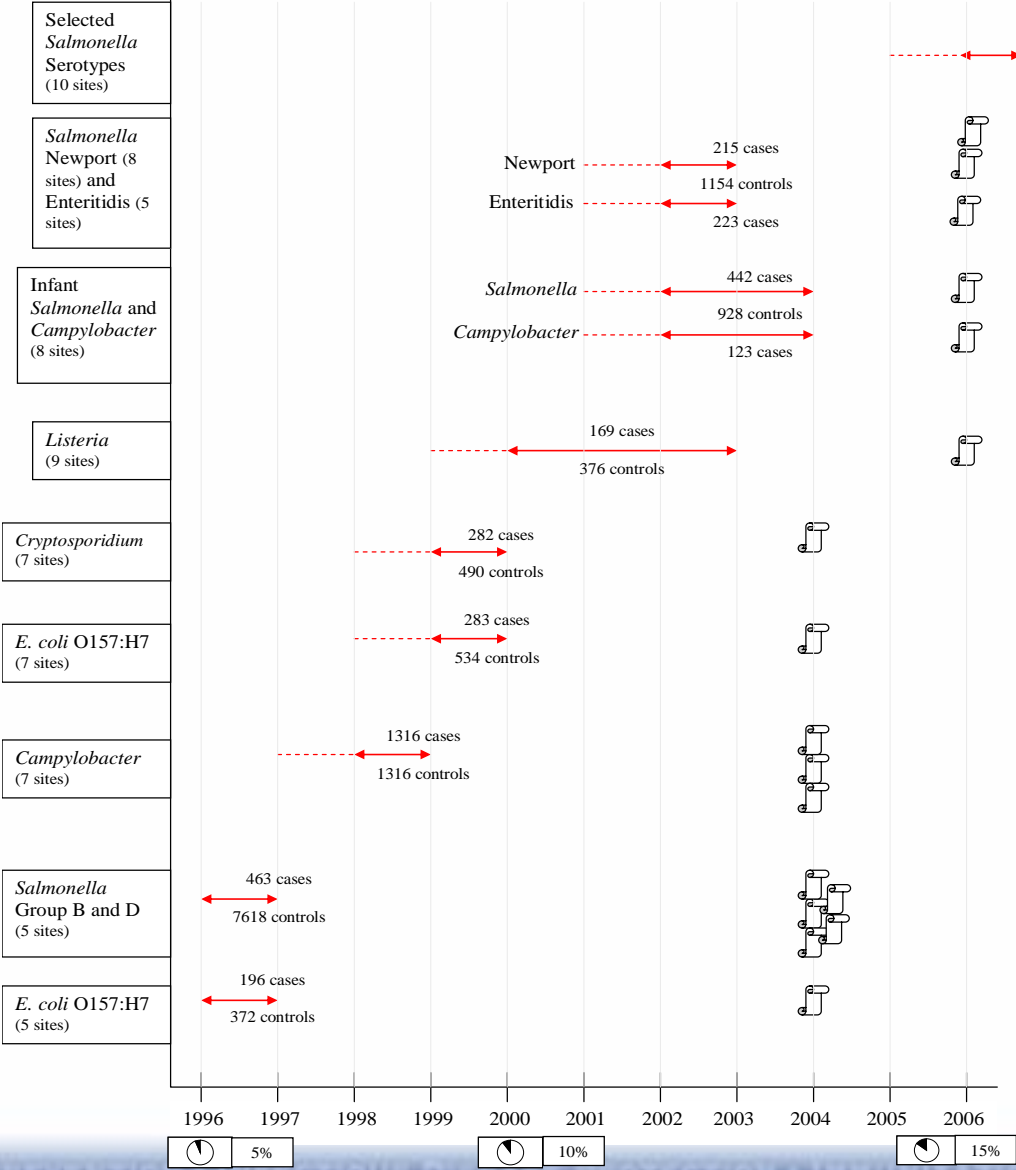 Selected
Salmonella
Serotypes
(10 sites)
Salmonella
Newport (8
sites) and
Enteritidis (5
sites)
Newport
215 cases
1154 controls
Enteritidis
223 cases
Infant
Salmonella and
Campylobacter
(8 sites)
Salmonella
442 cases
928 controls
Campylobacter
123 cases
Listeria
(9 sites)
169 cases
376 controls
Cryptosporidium
(7 sites)
282 cases
490 controls
E. coli O157:H7
(7 sites)
283 cases
534 controls
Campylobacter
(7 sites)
1316 cases
1316 controls
Salmonella
Group B and D
(5 sites)
463 cases
7618 controls
E. coli O157:H7
(5 sites)
196 cases
372 controls
1996 1997 1998 1999 2000 2001 2002 2003 2004 2005 2006
5% 10% 15%